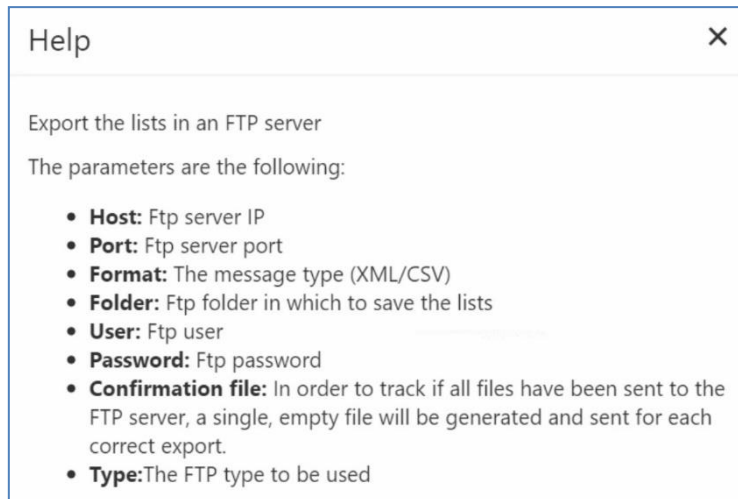 Help
Export the lists in an FTP server
The parameters are the following:
• Host: Ftp server IP
• Port: Ftp server port
• Format: The message type (XML/CSV)
• Folder: Ftp folder in which to save the lists
• User: Ftp user
• Password: Ftp password
• Confirmation file: In order to track if all files have been sent to the
FTP server, a single, empty file will be generated and sent for each
correct export.
• Type:The FTP type to be used